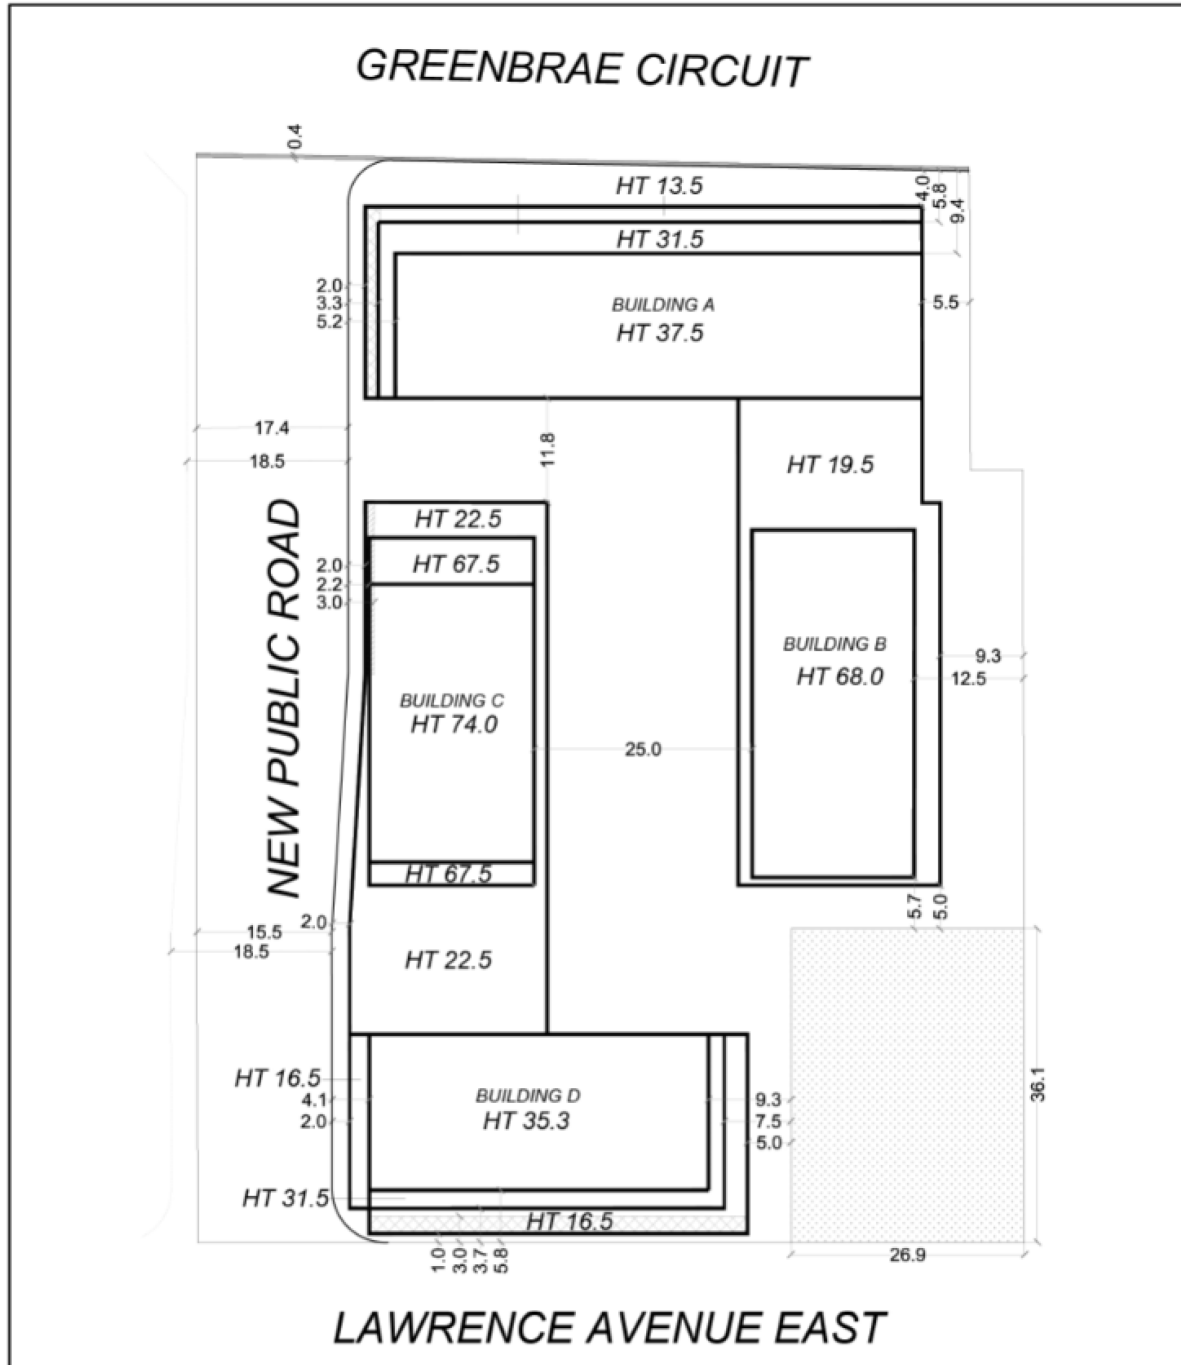 GREENBRAE CIRCUIT
0.4
HT 13.5
4.0
5.8
9.4
HT 31.5
2.0
3.3
5.2
BUILDING A
HT 37.5
5.5
17.4
18.5
11.8
HT 19.5
HT 22.5
HT 67.5
2.0
2.2
3.0
NEW PUBLIC ROAD
BUILDING B
HT 68.0
9.3
12.5
BUILDING C
HT 74.0
25.0
HT 67.5
5.7
5.0
2.0
15.5
18.5
HT 22.5
HT 16.5
4.1
2.0
BUILDING D
HT 35.3
9.3
7.5
5.0
36.1
HT 31.5
HT 16.5
1.0
3.0
3.7
5.8
26.9
LAWRENCE AVENUE EAST